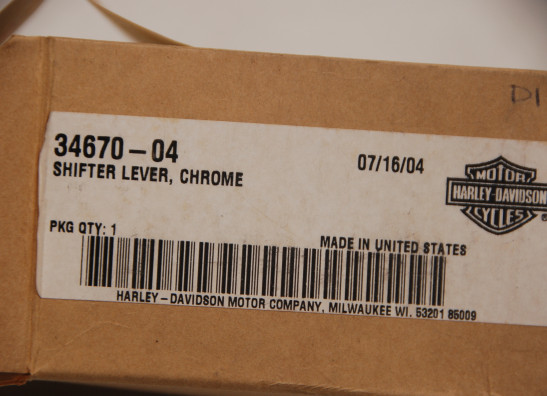 DI
34670-04
SHIFTER LEVER, CHROME
07/16/04
MOTOR
HARLEY-DAVIDSON
CYCLES
®
PKG QTY: 1
MADE IN UNITED STATES
HARLEY-DAVIDSON MOTOR COMPANY, MILWAUKEE WI. 53201 85009